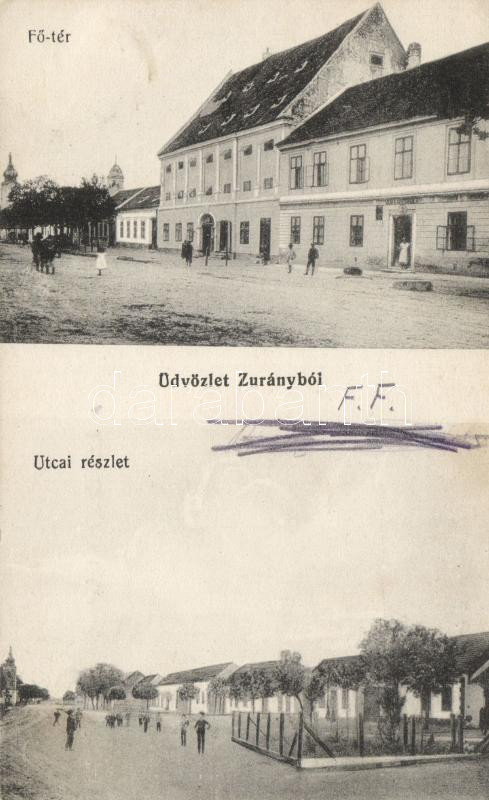 Fő-tér
Üdvözlet Zurányból
F. F.
Utcai részlet